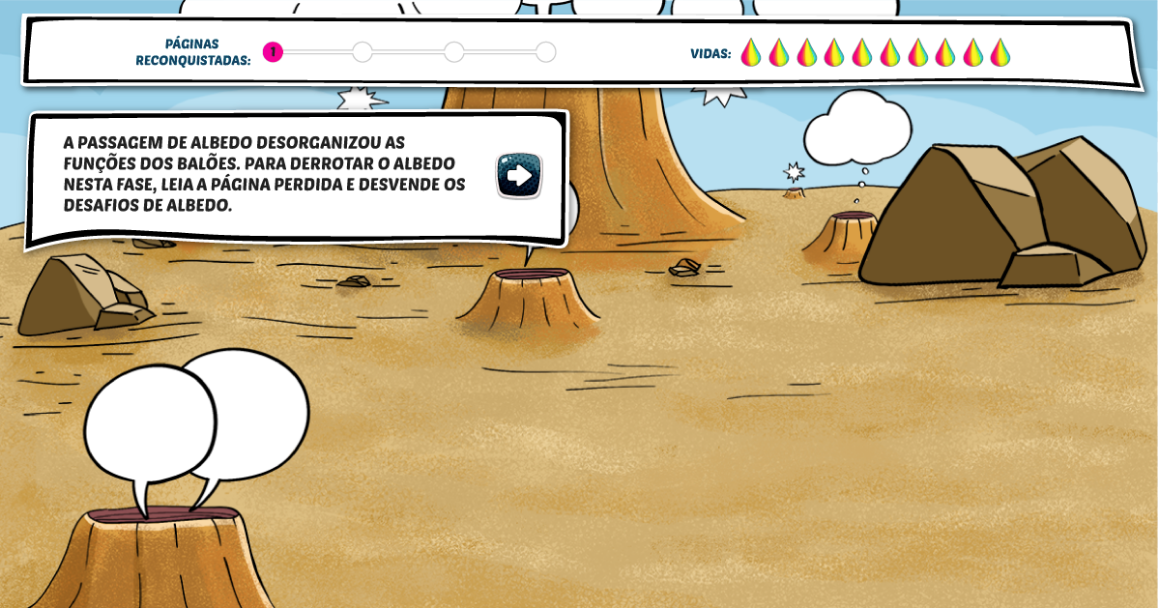 PÁGINAS
RECONQUISTADAS:
1
VIDAS:
A PASSAGEM DE ALBEDO DESORGANIZOU AS
FUNÇÕES DOS BALÕES. PARA DERROTAR O ALBEDO
NESTA FASE, LEIA A PÁGINA PERDIDA E DESVENDE OS
DESAFIOS DE ALBEDO.